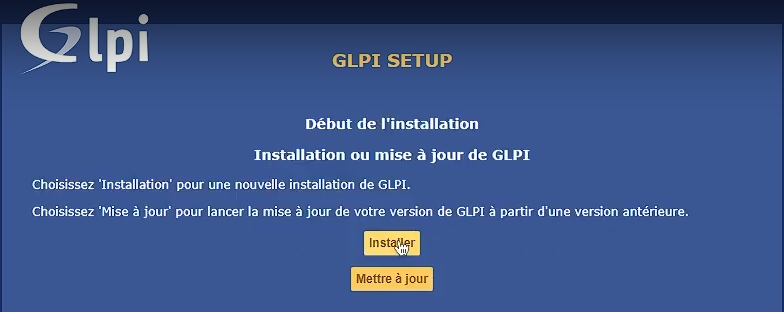 Glpi
GLPI SETUP
Début de l'installation
Installation ou mise à jour de GLPI
Choisissez 'Installation' pour une nouvelle installation de GLPI.
Choisissez 'Mise à jour' pour lancer la mise à jour de votre version de GLPI à partir d'une version antérieure.
Installer
Mettre à jour